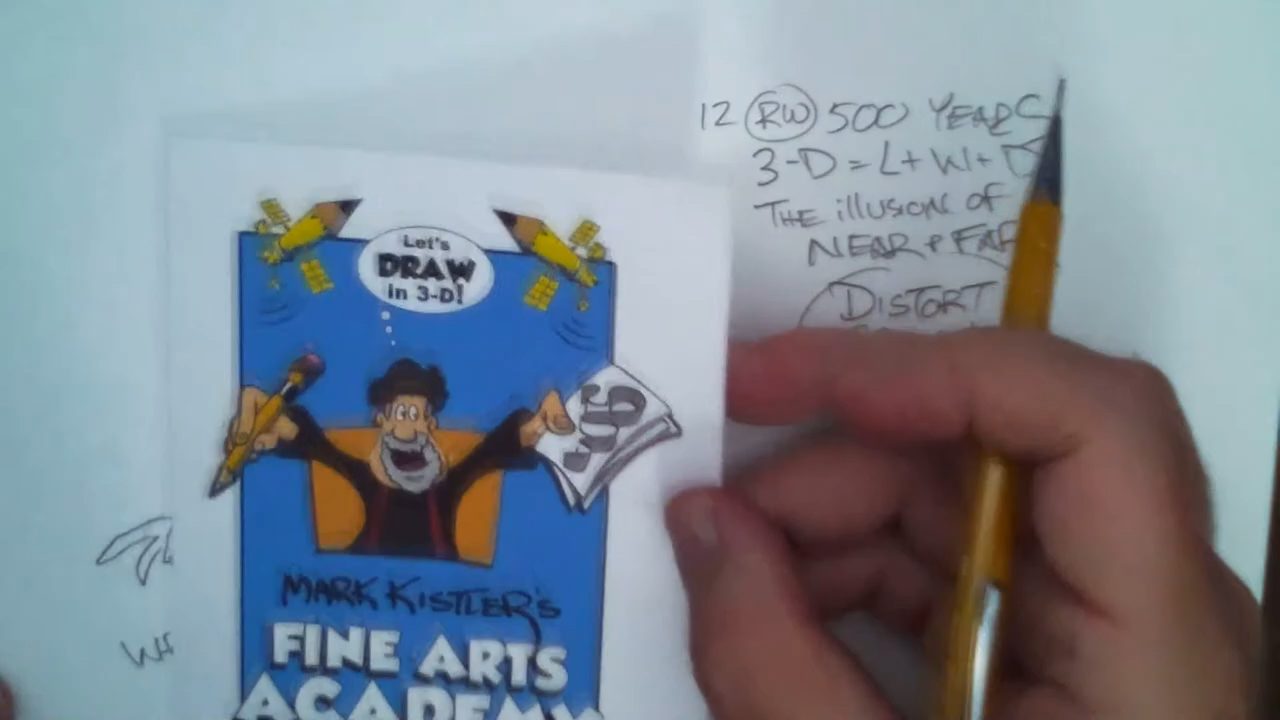 12 RW 500 YEARS
3-D = L + W + D
THE illUSION OF
NEAR + FAR
DISTORT
Let's
DRAW
in 3-D!
MARK KISTLER'S
FINE ARTS
ACADEMY